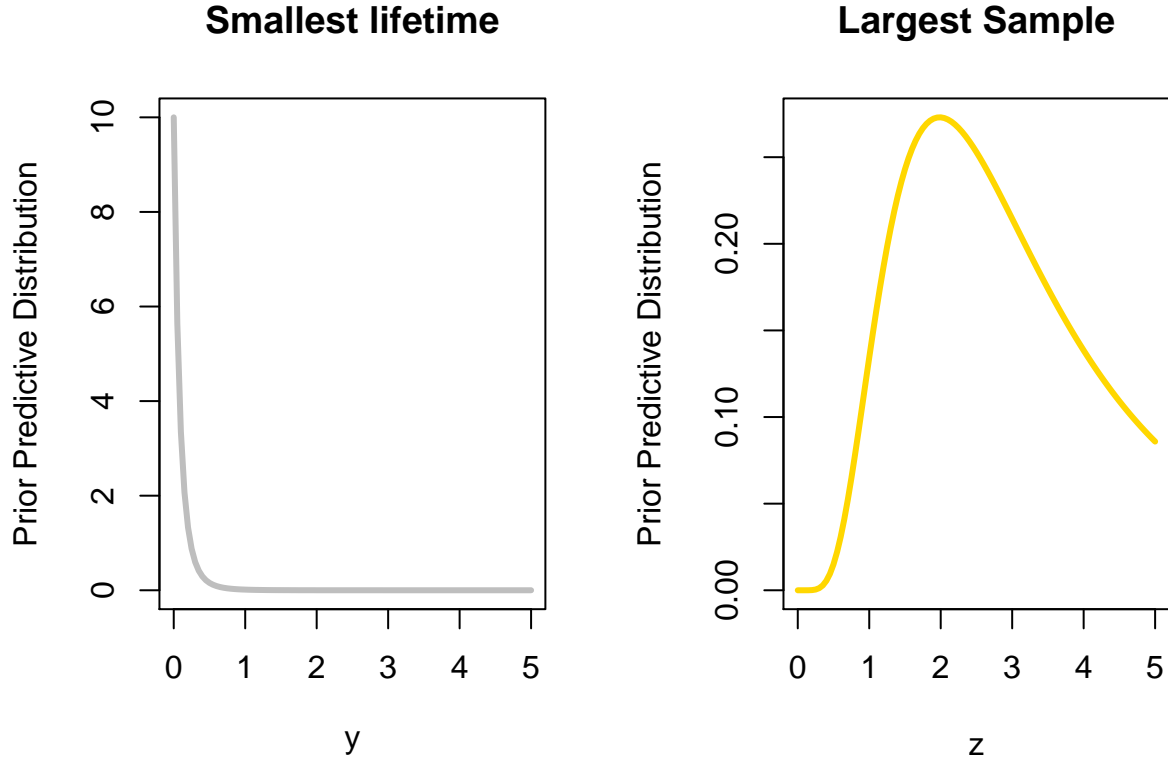 Smallest lifetime
Prior Predictive Distribution
10
8
6
4
2
0
0 1 2 3 4 5
y
Largest Sample
Prior Predictive Distribution
0.20
0.10
0.00
0 1 2 3 4 5
z